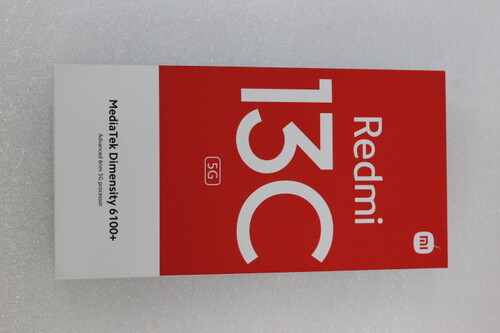 Redmi
13C
5G
mi
MediaTek Dimensity 6100+
Advanced 6nm 5G processor